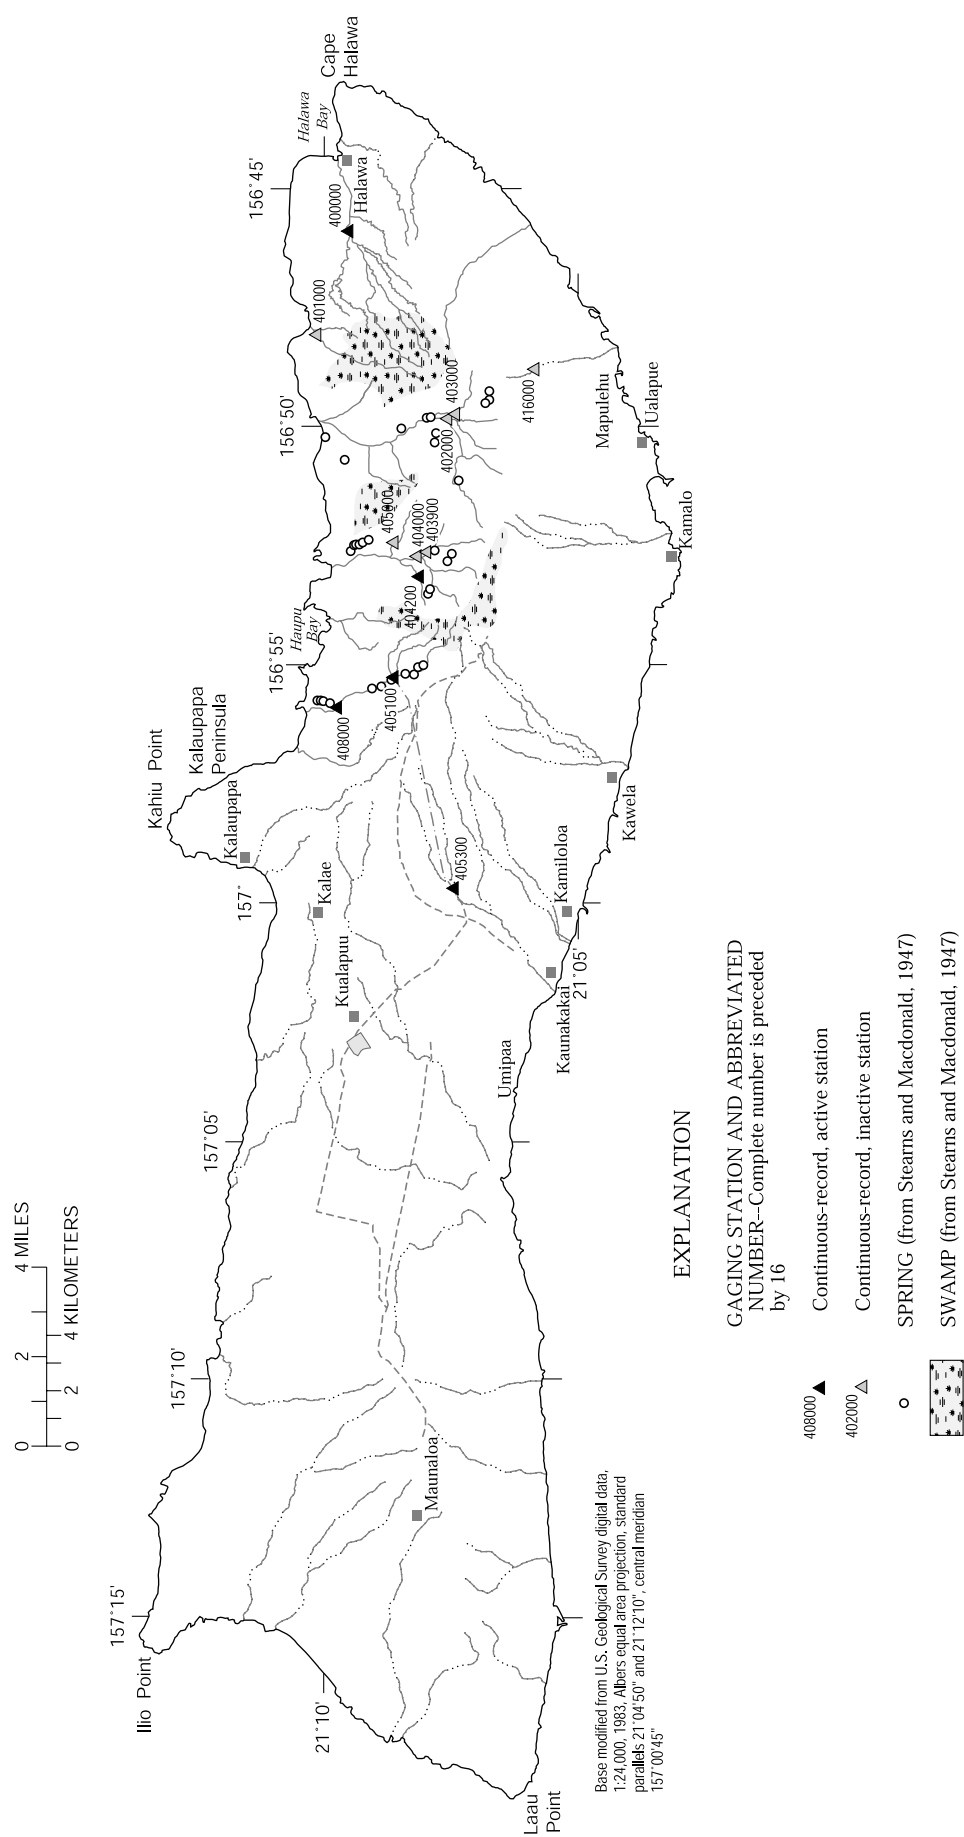 Cape
Halawa
Halawa
Bay
156°45'
400000
Halawa
401000
156°50'
403000
402000
416000
Mapulehu
Ualapue
405800
404000
403900
404200
Kamalo
Haupu
Bay
156°55'
405100
408000
Kahiu Point
Kalaupapa
Peninsula
Kalaupapa
Kawela
405300
157°
Kalae
Kamiloloa
Kualapuu
21°05'
Kaunakakai
Umipaa
157°05'
157°10'
Maunaloa
157°15'
Ilio Point
21°10'
Laau
Point
0 2 4 MILES
0 2 4 KILOMETERS
Base modified from U.S. Geological Survey digital data,
1:24,000, 1983, Albers equal area projection, standard
parallels 21°04'50" and 21°12'10", central meridian
157°00'45"
EXPLANATION
GAGING STATION AND ABBREVIATED
NUMBER--Complete number is preceded
by 16
408000 Continuous-record, active station
402000 Continuous-record, inactive station
SPRING (from Stearns and Macdonald, 1947)
SWAMP (from Stearns and Macdonald, 1947)